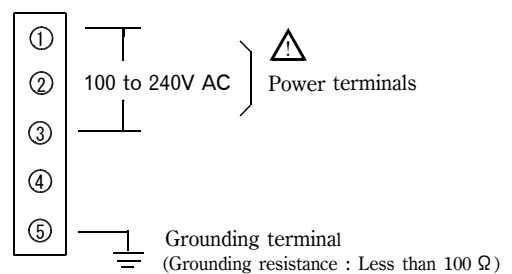 ①
② 100 to 240V AC Power terminals
③
④
⑤
Grounding terminal
(Grounding resistance : Less than 100 Ω)